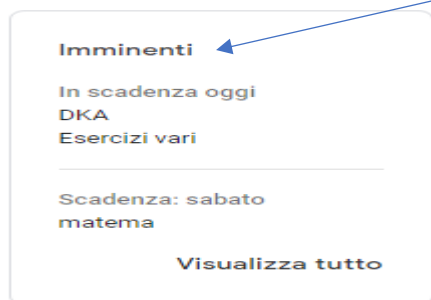 Imminenti
In scadenza oggi
DKA
Esercizi vari
Scadenza: sabato
matema
Visualizza tutto